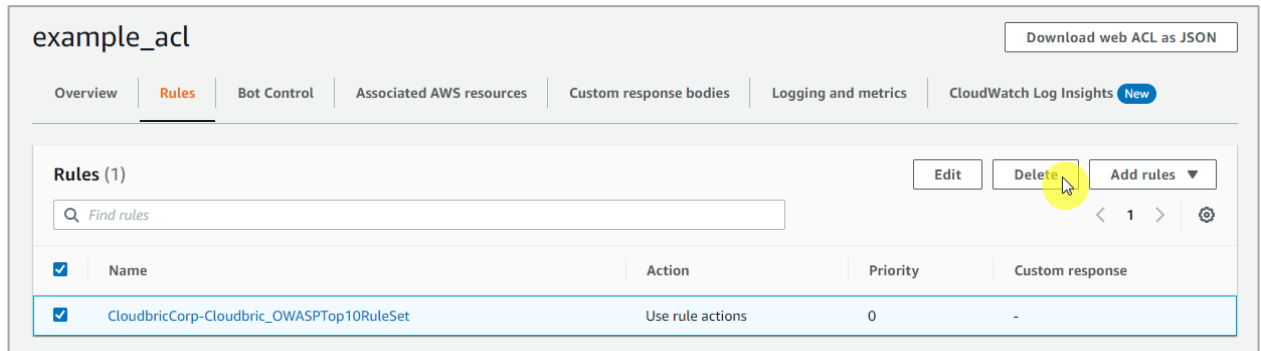 example_acl
Download web ACL as JSON
Overview Rules Bot Control Associated AWS resources Custom response bodies Logging and metrics CloudWatch Log Insights New
Rules (1)
Edit Delete Add rules ▼
Find rules
< 1 >
Name Action Priority Custom response
CloudbricCorp-Cloudbric_OWASPTop10RuleSet Use rule actions 0 -